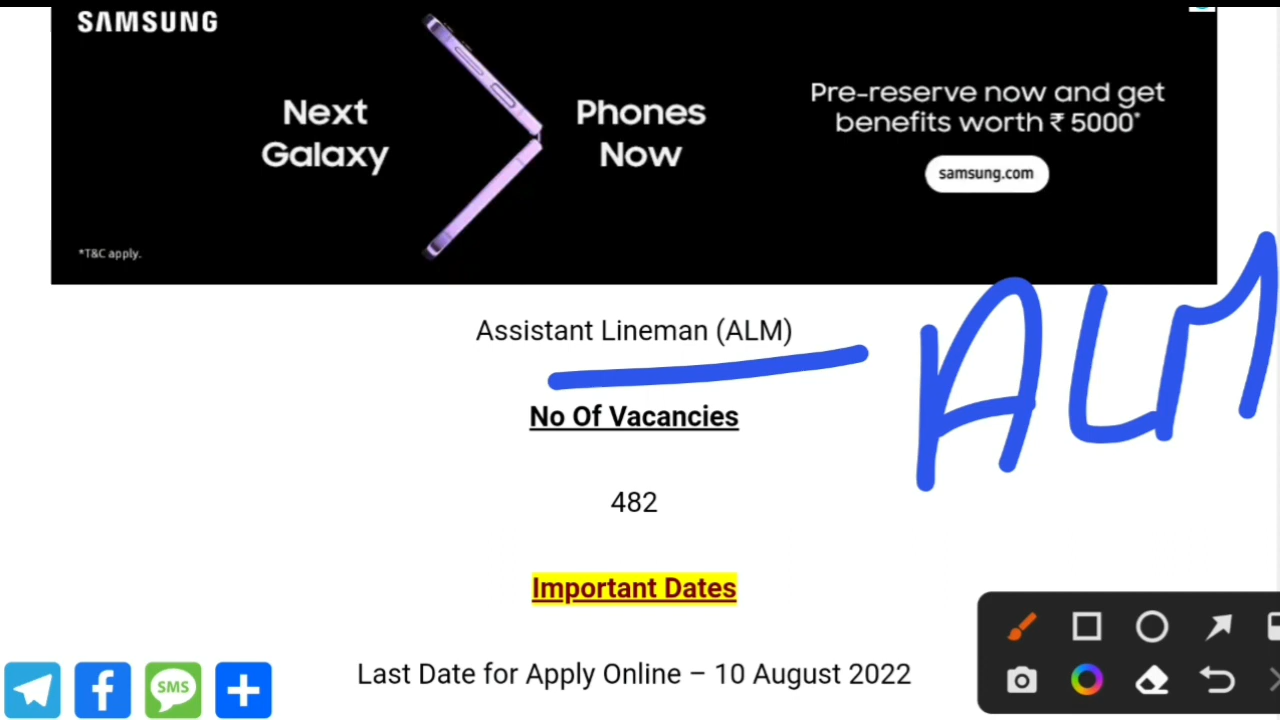 SAMSUNG
Next
Galaxy
Phones
Now
Pre-reserve now and get
benefits worth ₹ 5000*
samsung.com
*T&C apply.
Assistant Lineman (ALM)
ALM
No Of Vacancies
482
Important Dates
Last Date for Apply Online – 10 August 2022
SMS